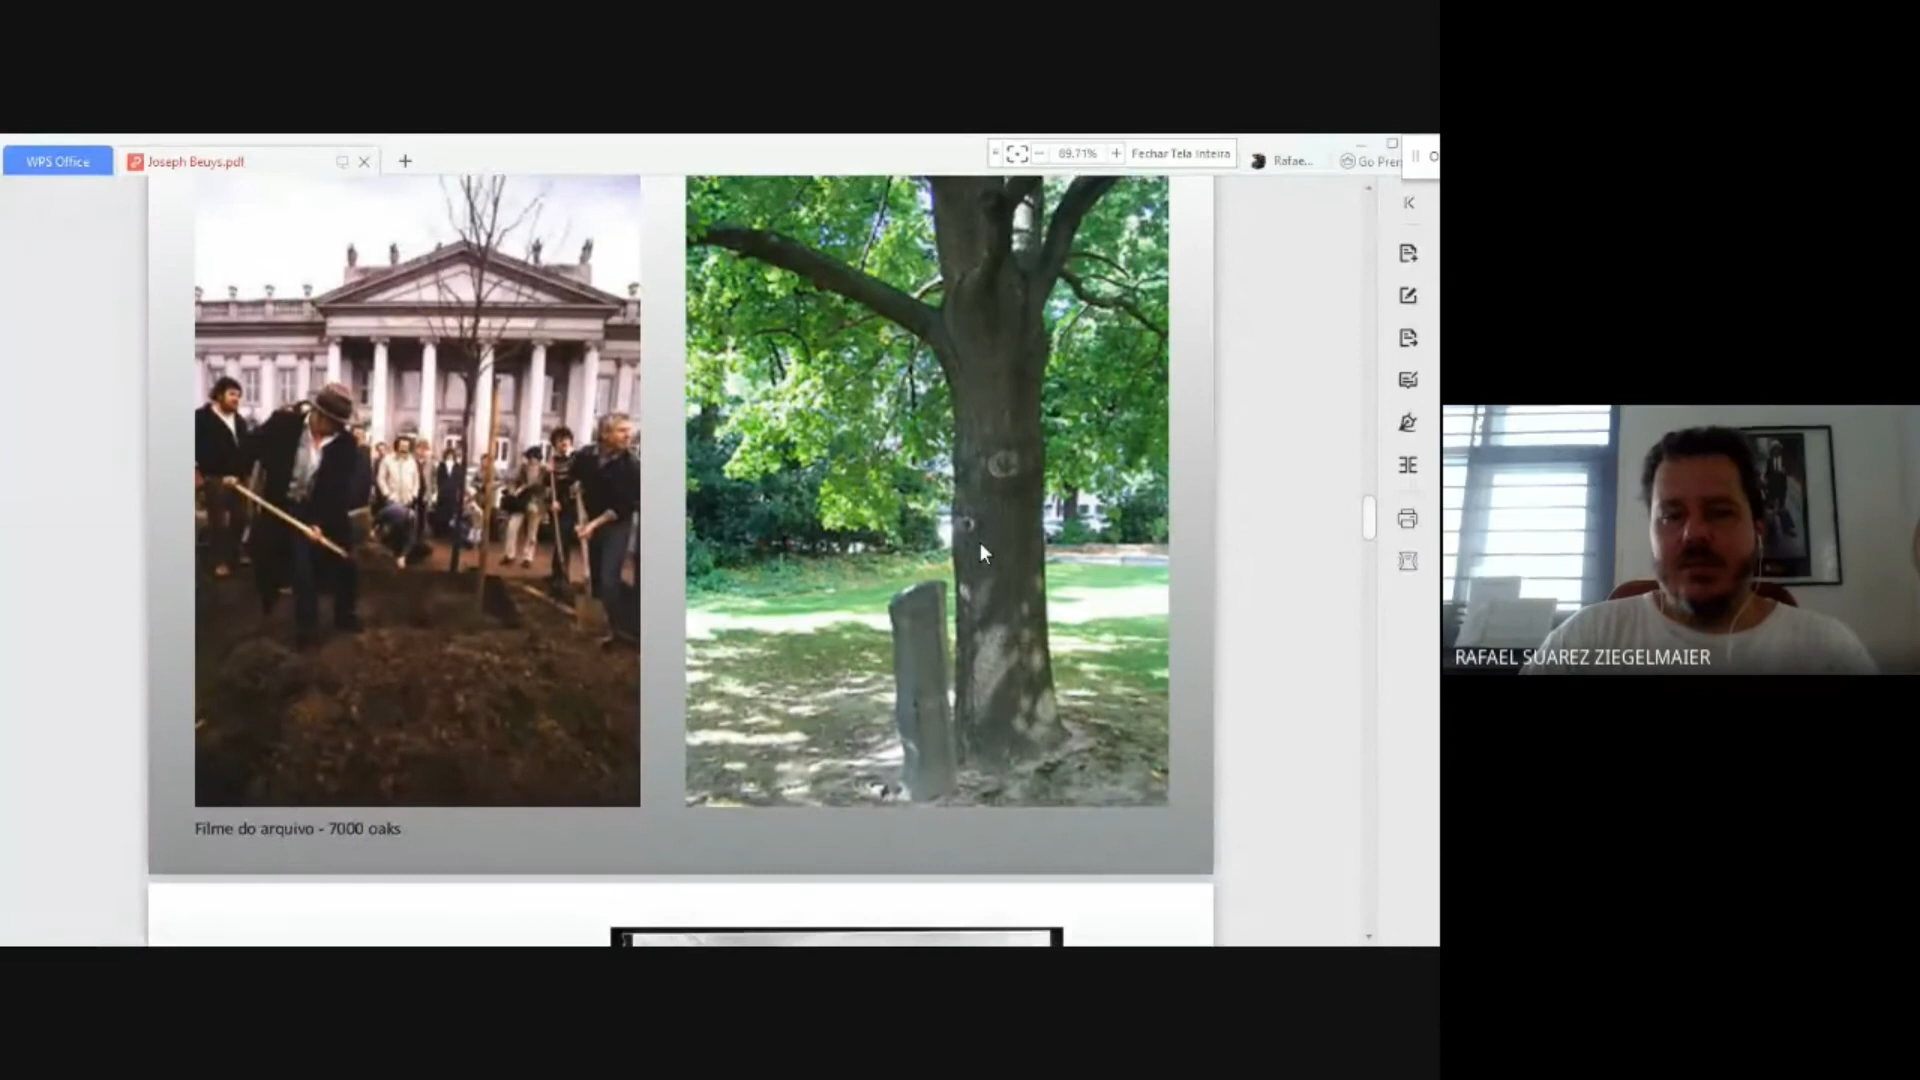 WPS Office
Joseph Beuys.pdf
69.71%
Fechar Tela Inteira
Rafae...
Go Prem
Filme do arquivo - 7000 oaks
RAFAEL SUAREZ ZIEGELMAIER